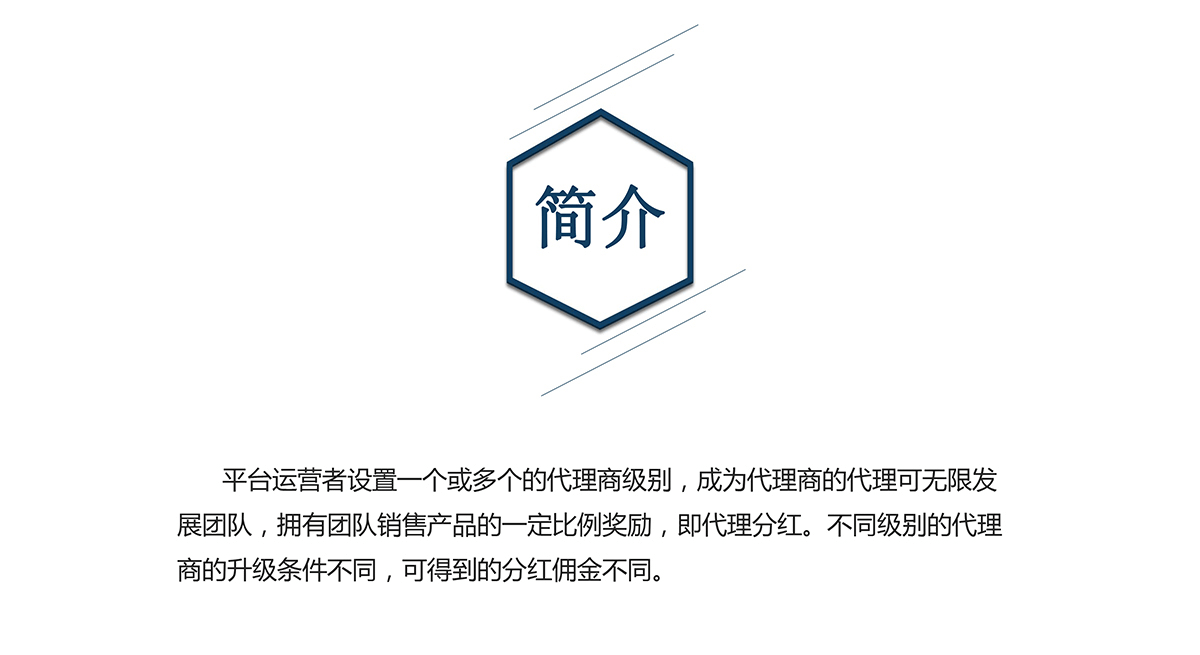 简介
平台运营者设置一个或多个的代理商级别，成为代理商的代理可无限发
展团队，拥有团队销售产品的一定比例奖励，即代理分红。不同级别的代理
商的升级条件不同，可得到的分红佣金不同。